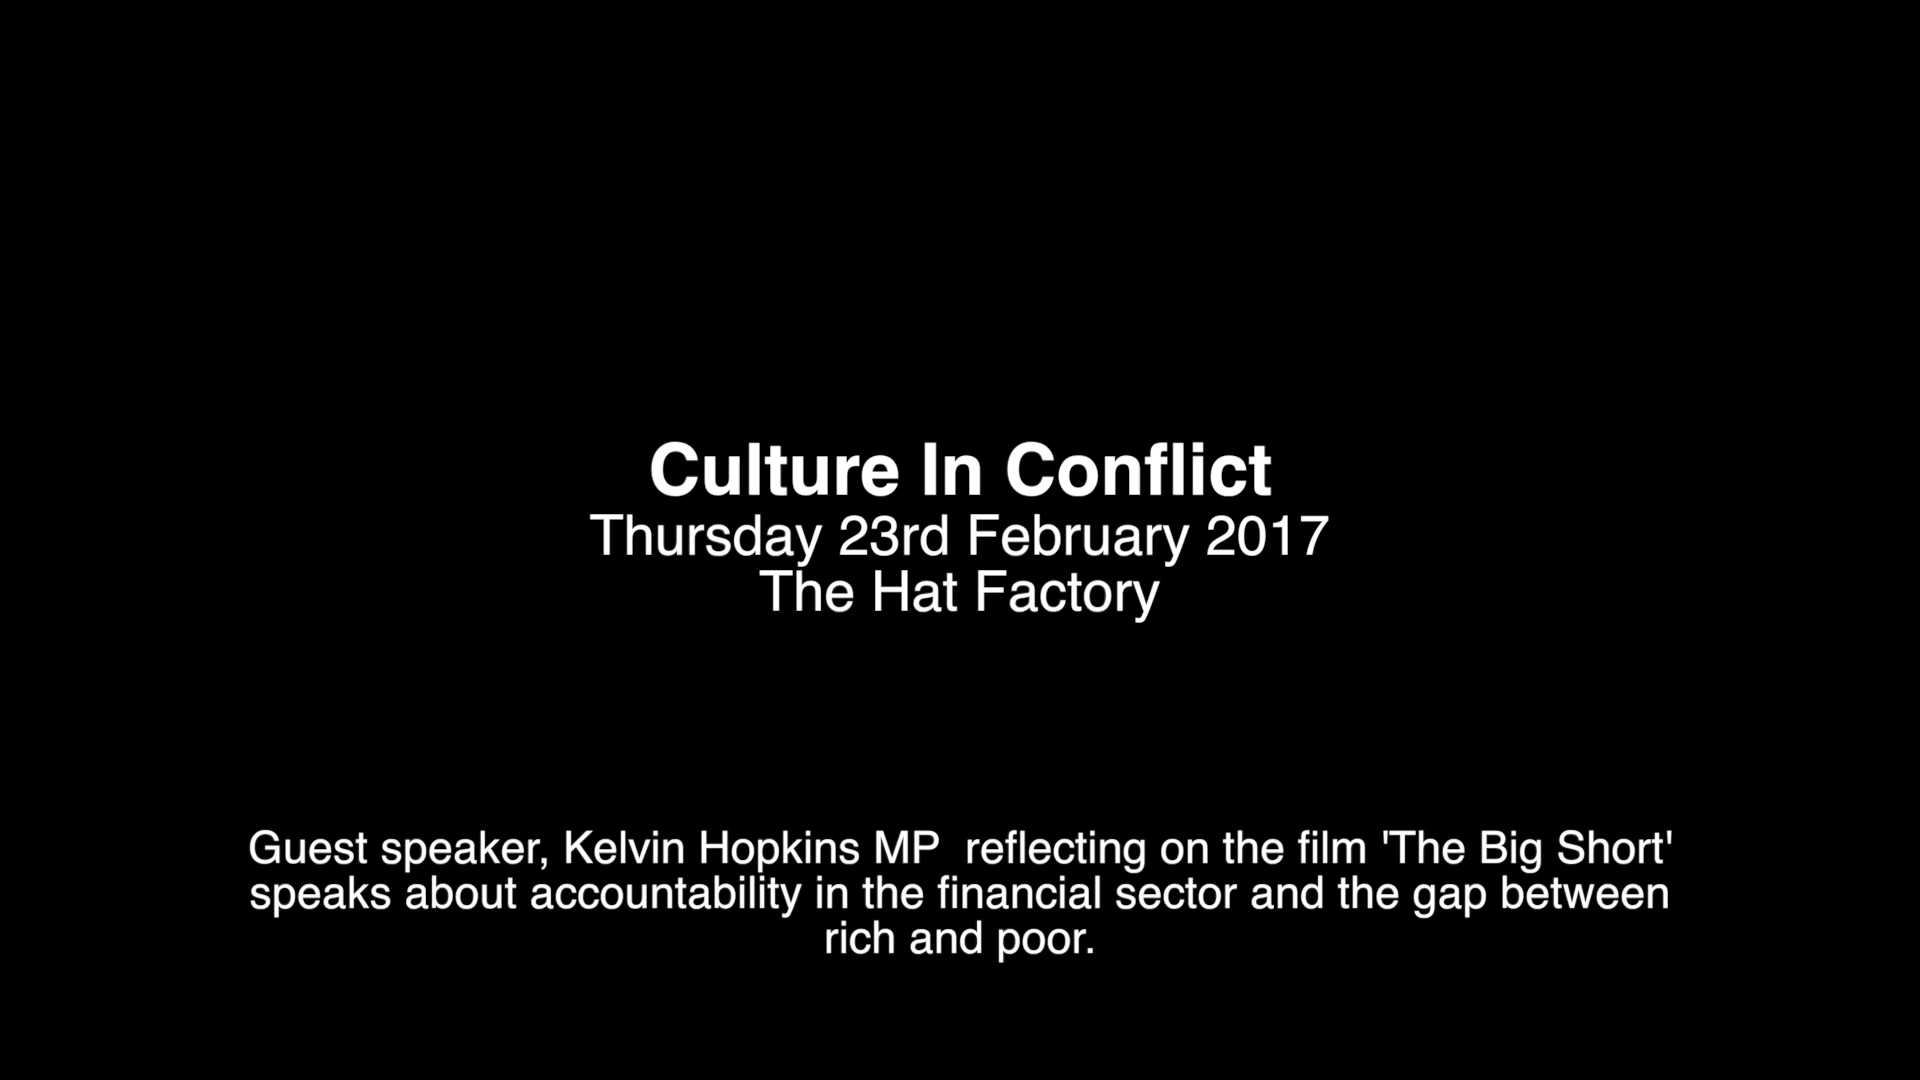 Culture In Conflict
Thursday 23rd February 2017
The Hat Factory
Guest speaker, Kelvin Hopkins MP  reflecting on the film 'The Big Short'
speaks about accountability in the financial sector and the gap between
rich and poor.